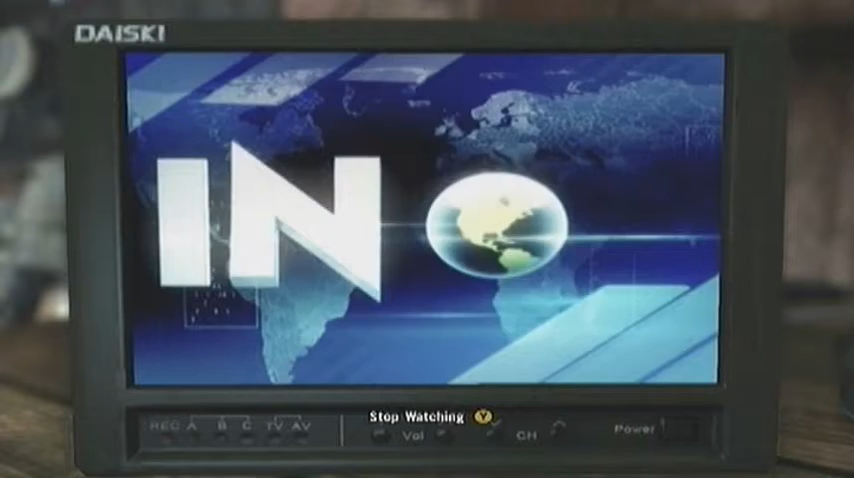 DAISKI
IN
Stop Watching Y
REC A B C TV AV
Vol
CH
Power